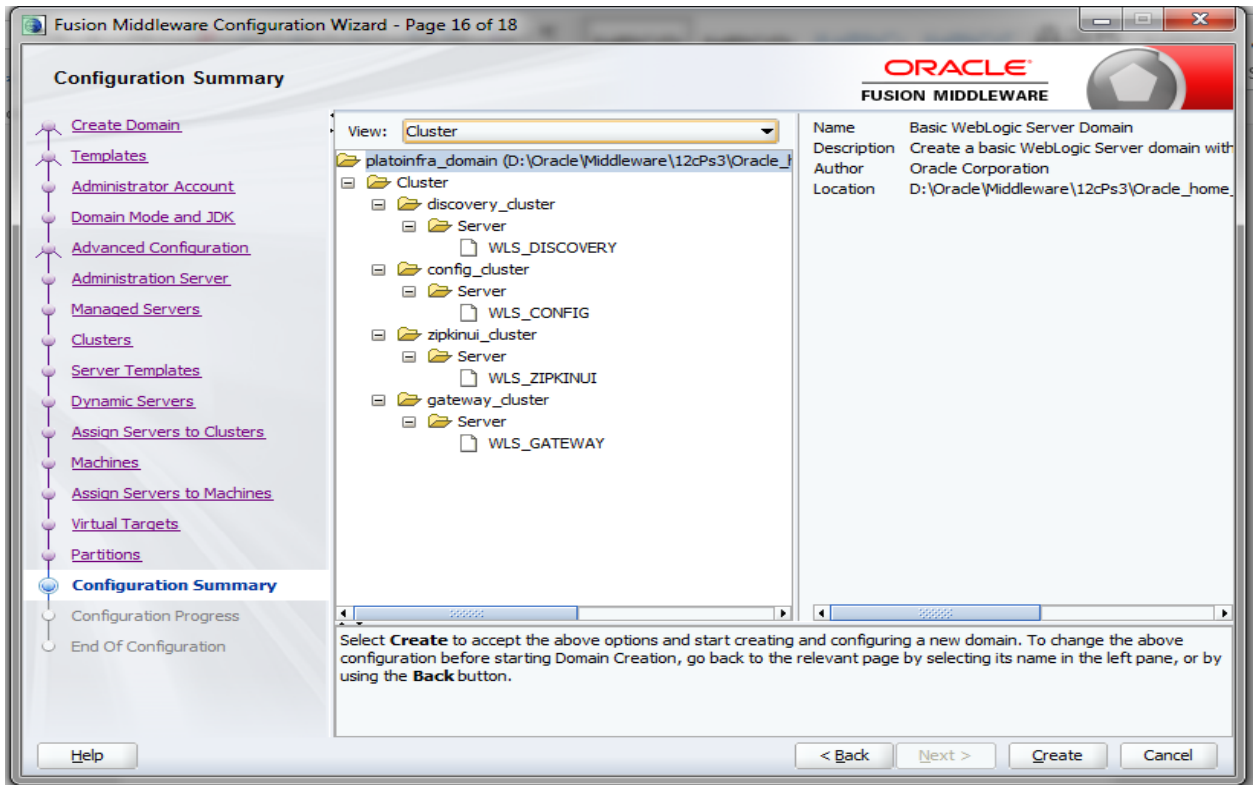 Fusion Middleware Configuration Wizard - Page 16 of 18
Configuration Summary
ORACLE
FUSION MIDDLEWARE
Create Domain
Templates
Administrator Account
Domain Mode and JDK
Advanced Configuration
Administration Server
Managed Servers
Clusters
Server Templates
Dynamic Servers
Assign Servers to Clusters
Machines
Assign Servers to Machines
Virtual Targets
Partitions
Configuration Summary
Configuration Progress
End Of Configuration
View: Cluster
platoinfra_domain (D:\Oracle\Middleware\12cPs3\Oracle_h
Cluster
discovery_cluster
Server
WLS_DISCOVERY
config_cluster
Server
WLS_CONFIG
zipkinui_cluster
Server
WLS_ZIPKINUI
gateway_cluster
Server
WLS_GATEWAY
Name Basic WebLogic Server Domain
Description Create a basic WebLogic Server domain with
Author Oracle Corporation
Location D:\Oracle\Middleware\12cPs3\Oracle_home_
Select Create to accept the above options and start creating and configuring a new domain. To change the above
configuration before starting Domain Creation, go back to the relevant page by selecting its name in the left pane, or by
using the Back button.
Help
< Back
Next >
Create
Cancel